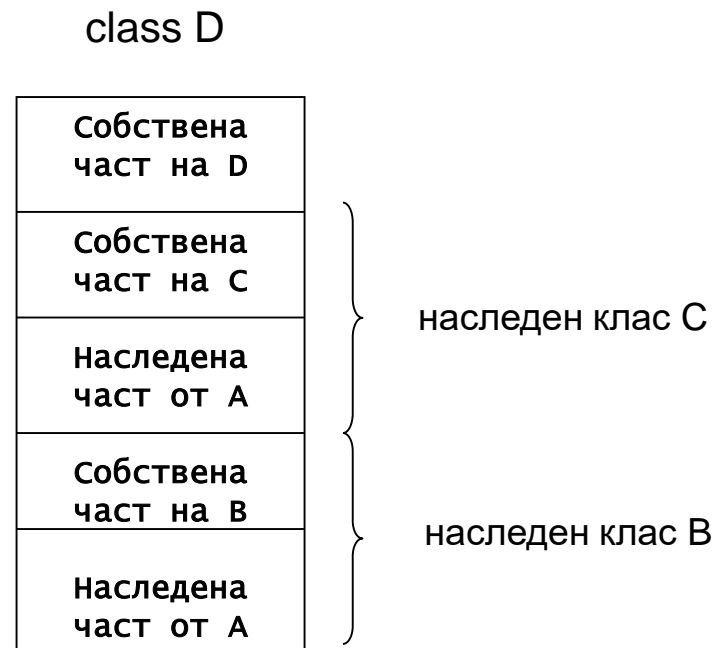 class D
Собствена
част на D
Собствена
част на C
Наследена
част от A
наследен клас C
Собствена
част на B
Наследена
част от A
наследен клас B